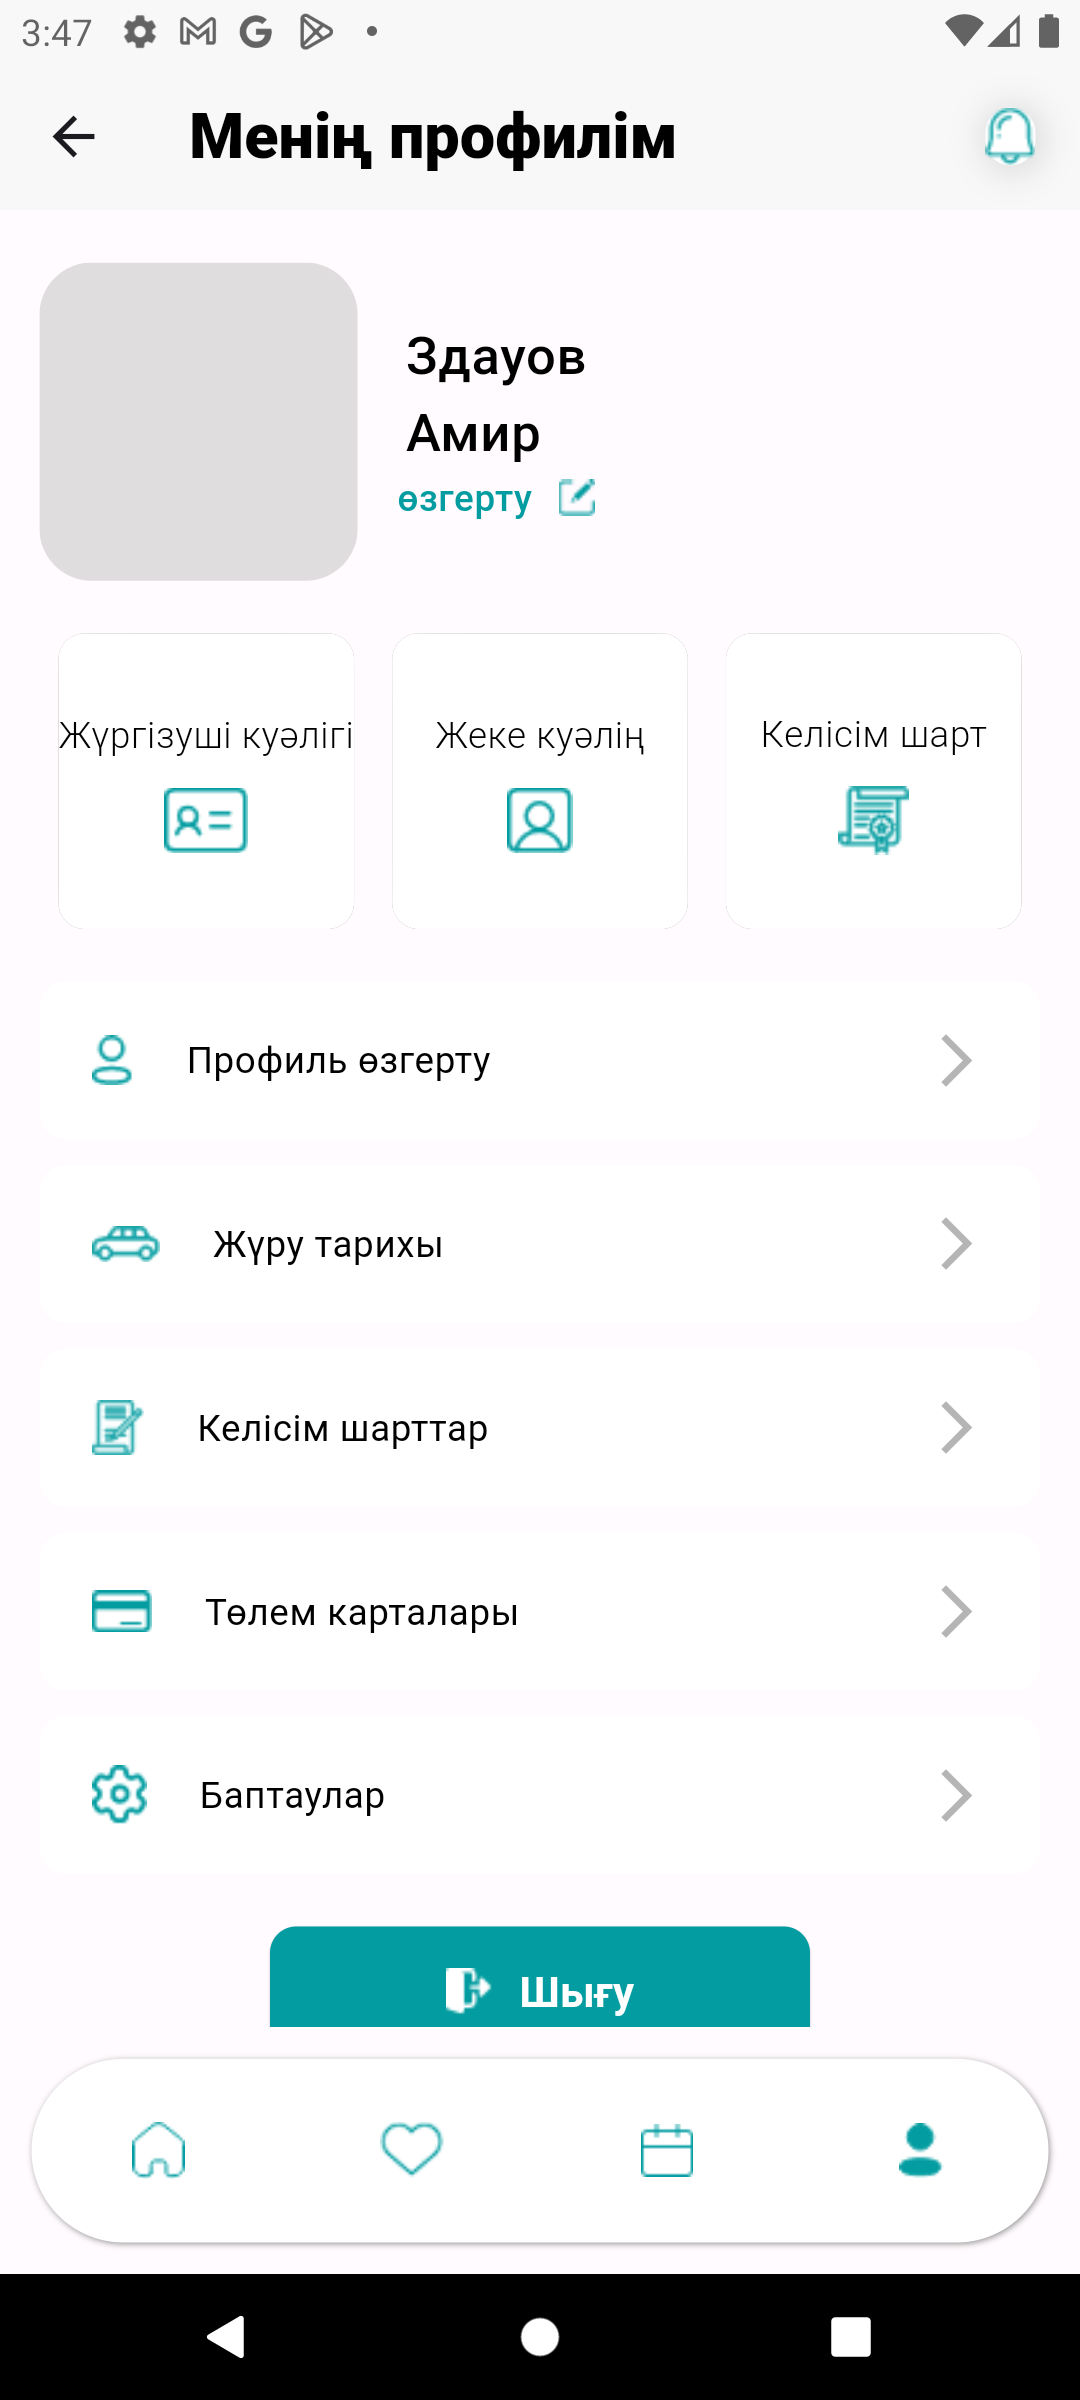 3:47
Менің профилім
Здауов
Амир
өзгерту
Жүргізуші куәлігі
Жеке куәлің
Келісім шарт
Профиль өзгерту
Жүру тарихы
Келісім шарттар
Төлем карталары
Баптаулар
Шығу